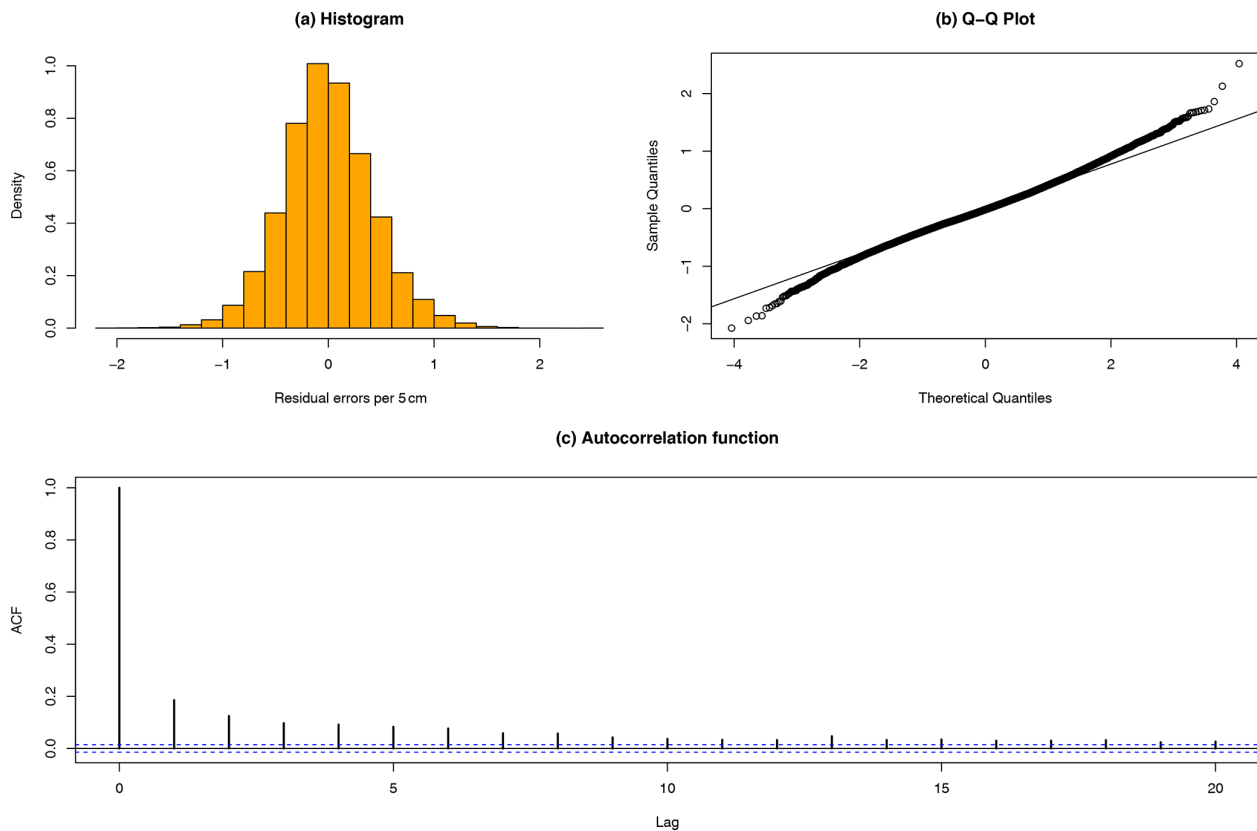 (a) Histogram
Density
0.0 0.2 0.4 0.6 0.8 1.0
−2 −1 0 1 2
Residual errors per 5 cm
(b) Q−Q Plot
Sample Quantiles
−2 −1 0 1 2
−4 −2 0 2 4
Theoretical Quantiles
(c) Autocorrelation function
ACF
0.0 0.2 0.4 0.6 0.8 1.0
0 5 10 15 20
Lag